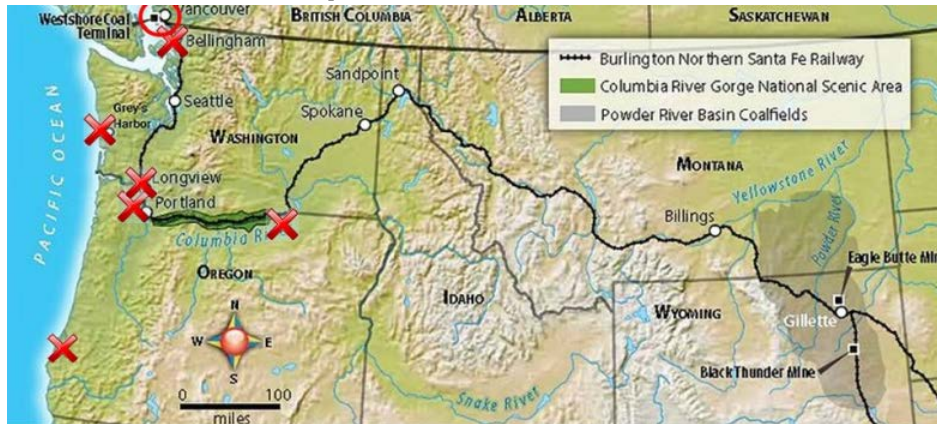 Vancouver
Westshore Coal
Terminal
BRITISH COLUMBIA
ALBERTA
SASKATCHEWAN
Bellingham
Burlington Northern Santa Fe Railway
Columbia River Gorge National Scenic Area
Powder River Basin Coalfields
Sandpoint
Seattle
Spokane
Grey's
Harbor
WASHINGTON
PACIFIC OCEAN
MONTANA
Longview
Yellowstone River
Portland
Billings
Columbia Ri
Powder River
Eagle Butte Min
OREGON
IDAHO
WYOMING
Gillette
N
W
E
S
Black Thunder Mine
0
100
miles
Snake River